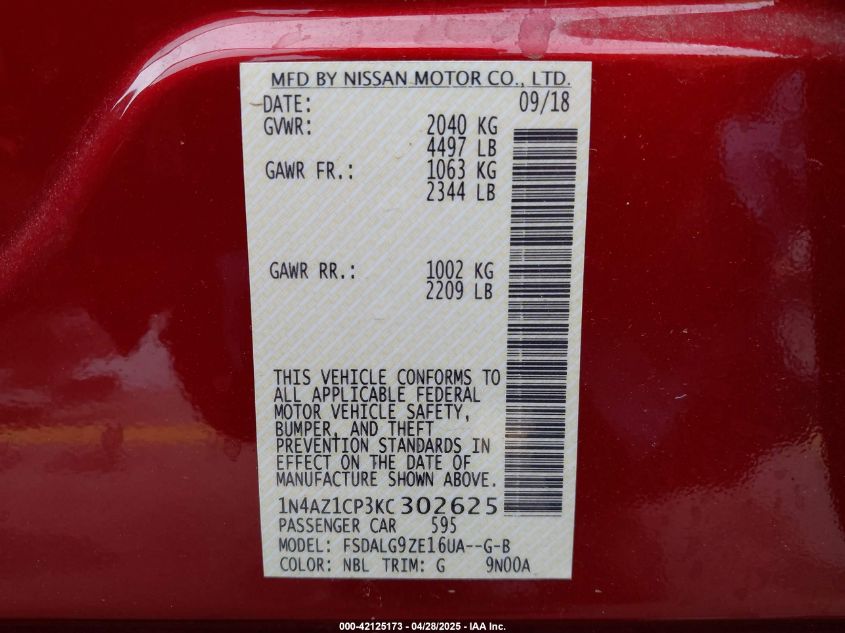 MFD BY NISSAN MOTOR CO., LTD.
DATE: 09/18
GVWR: 2040 KG
4497 LB
GAWR FR.: 1063 KG
2344 LB
GAWR RR.: 1002 KG
2209 LB
THIS VEHICLE CONFORMS TO
ALL APPLICABLE FEDERAL
MOTOR VEHICLE SAFETY,
BUMPER, AND THEFT
PREVENTION STANDARDS IN
EFFECT ON THE DATE OF
MANUFACTURE SHOWN ABOVE.
1N4AZ1CP3KC302625
PASSENGER CAR 595
MODEL: FSDALG9ZE16UA--G-B
COLOR: NBL TRIM: G 9N00A
000-42125173 - 04/28/2025 - IAA Inc.